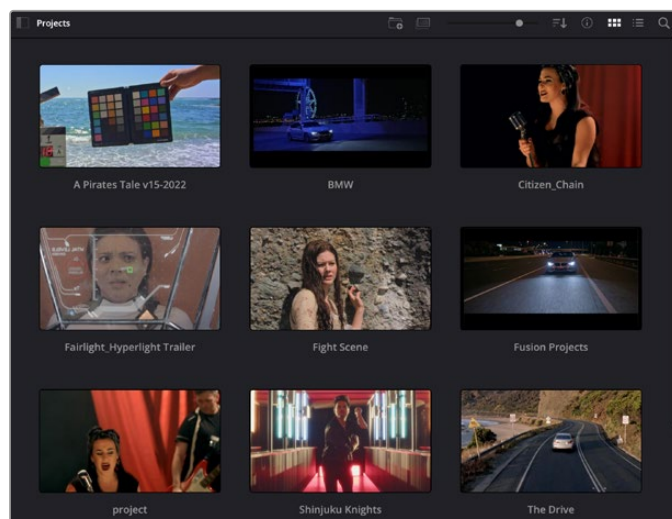 Projects
A Pirates Tale v15-2022
BMW
Citizen_Chain
Fairlight_Hyperlight Trailer
Fight Scene
Fusion Projects
project
Shinjuku Knights
The Drive